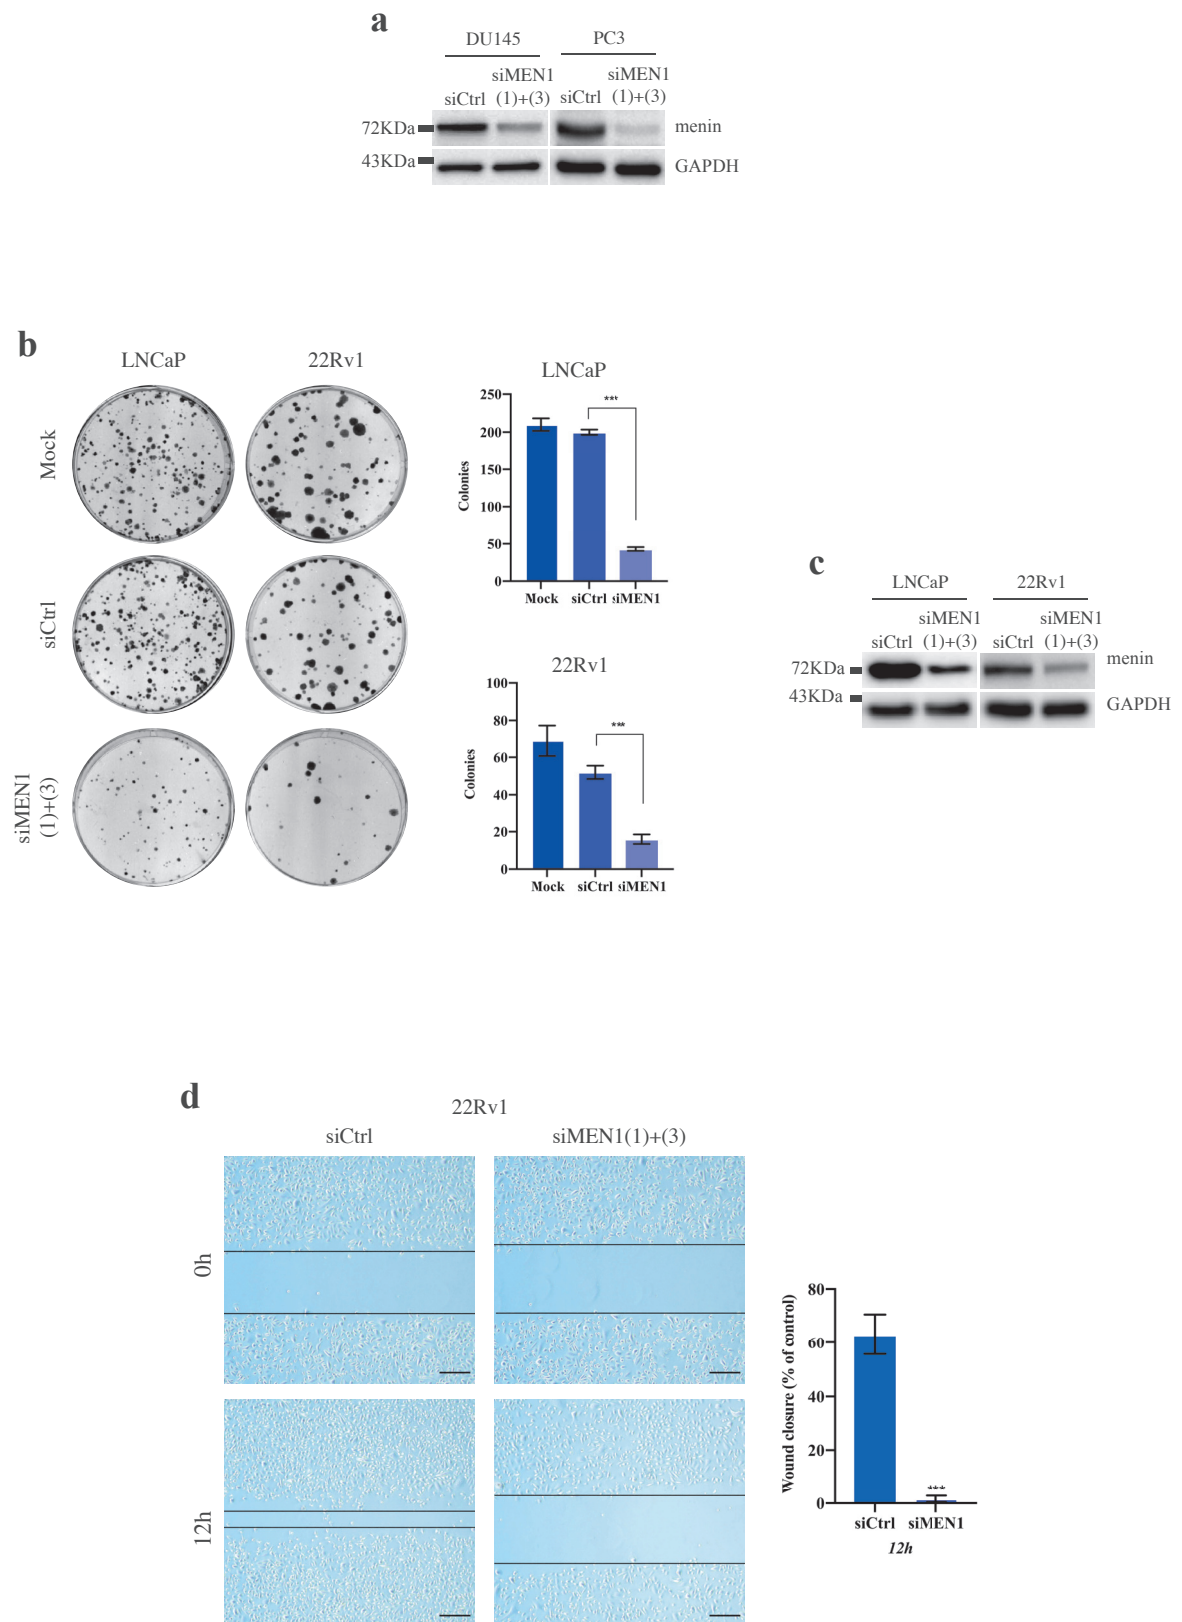 a
DU145 PC3
siCtrl siMEN1 (1)+(3) siCtrl siMEN1 (1)+(3)
72KDa menin
43KDa GAPDH
b
LNCaP 22Rv1
Mock
siCtrl
siMEN1 (1)+(3)
LNCaP
Colonies
250
200
150
100
50
0
***
Mock siCtrl siMEN1
22Rv1
Colonies
100
80
60
40
20
0
***
Mock siCtrl siMEN1
c
LNCaP 22Rv1
siCtrl siMEN1 (1)+(3) siCtrl siMEN1 (1)+(3)
72KDa menin
43KDa GAPDH
d
22Rv1
siCtrl siMEN1(1)+(3)
0h
12h
Wound closure (% of control)
80
60
40
20
0
***
siCtrl siMEN1
12h